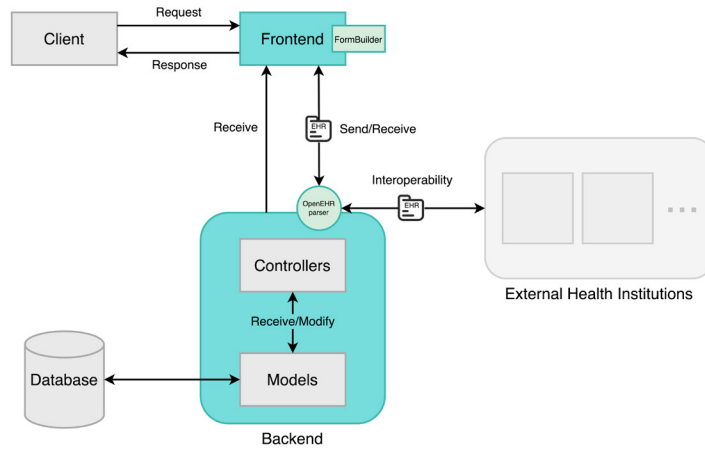 Request
Client
Frontend
FormBuilder
Response
Receive
EHR
Send/Receive
Interoperability
OpenEHR
parser
EHR
...
Controllers
External Health Institutions
Receive/Modify
Database
Models
Backend